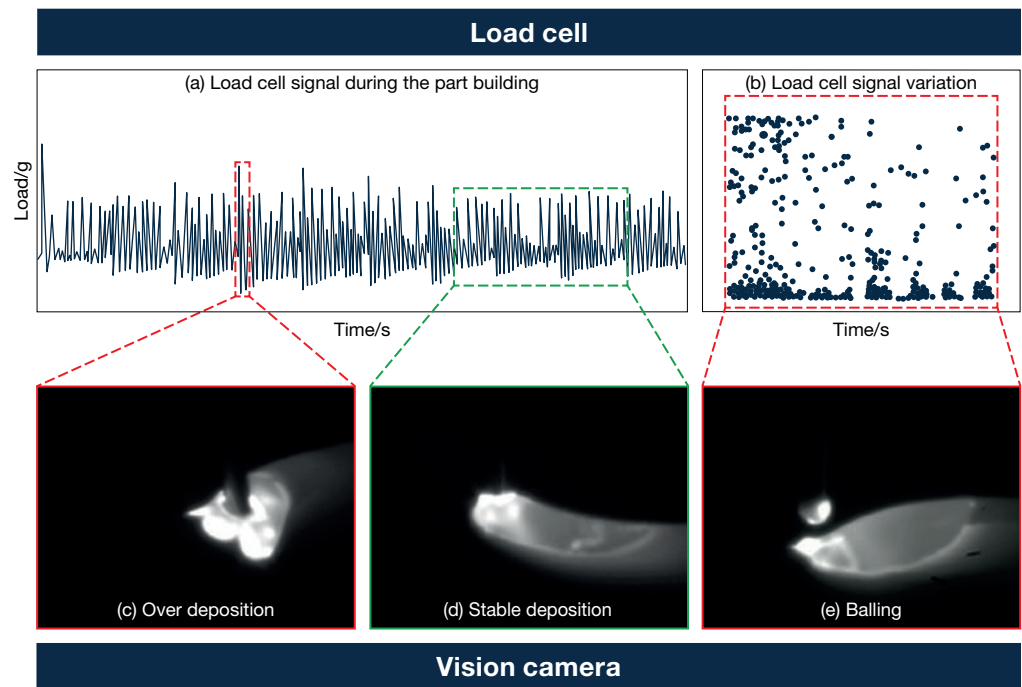 Load cell
(a) Load cell signal during the part building
(b) Load cell signal variation
Load/g
Time/s
Time/s
(c) Over deposition
(d) Stable deposition
(e) Balling
Vision camera